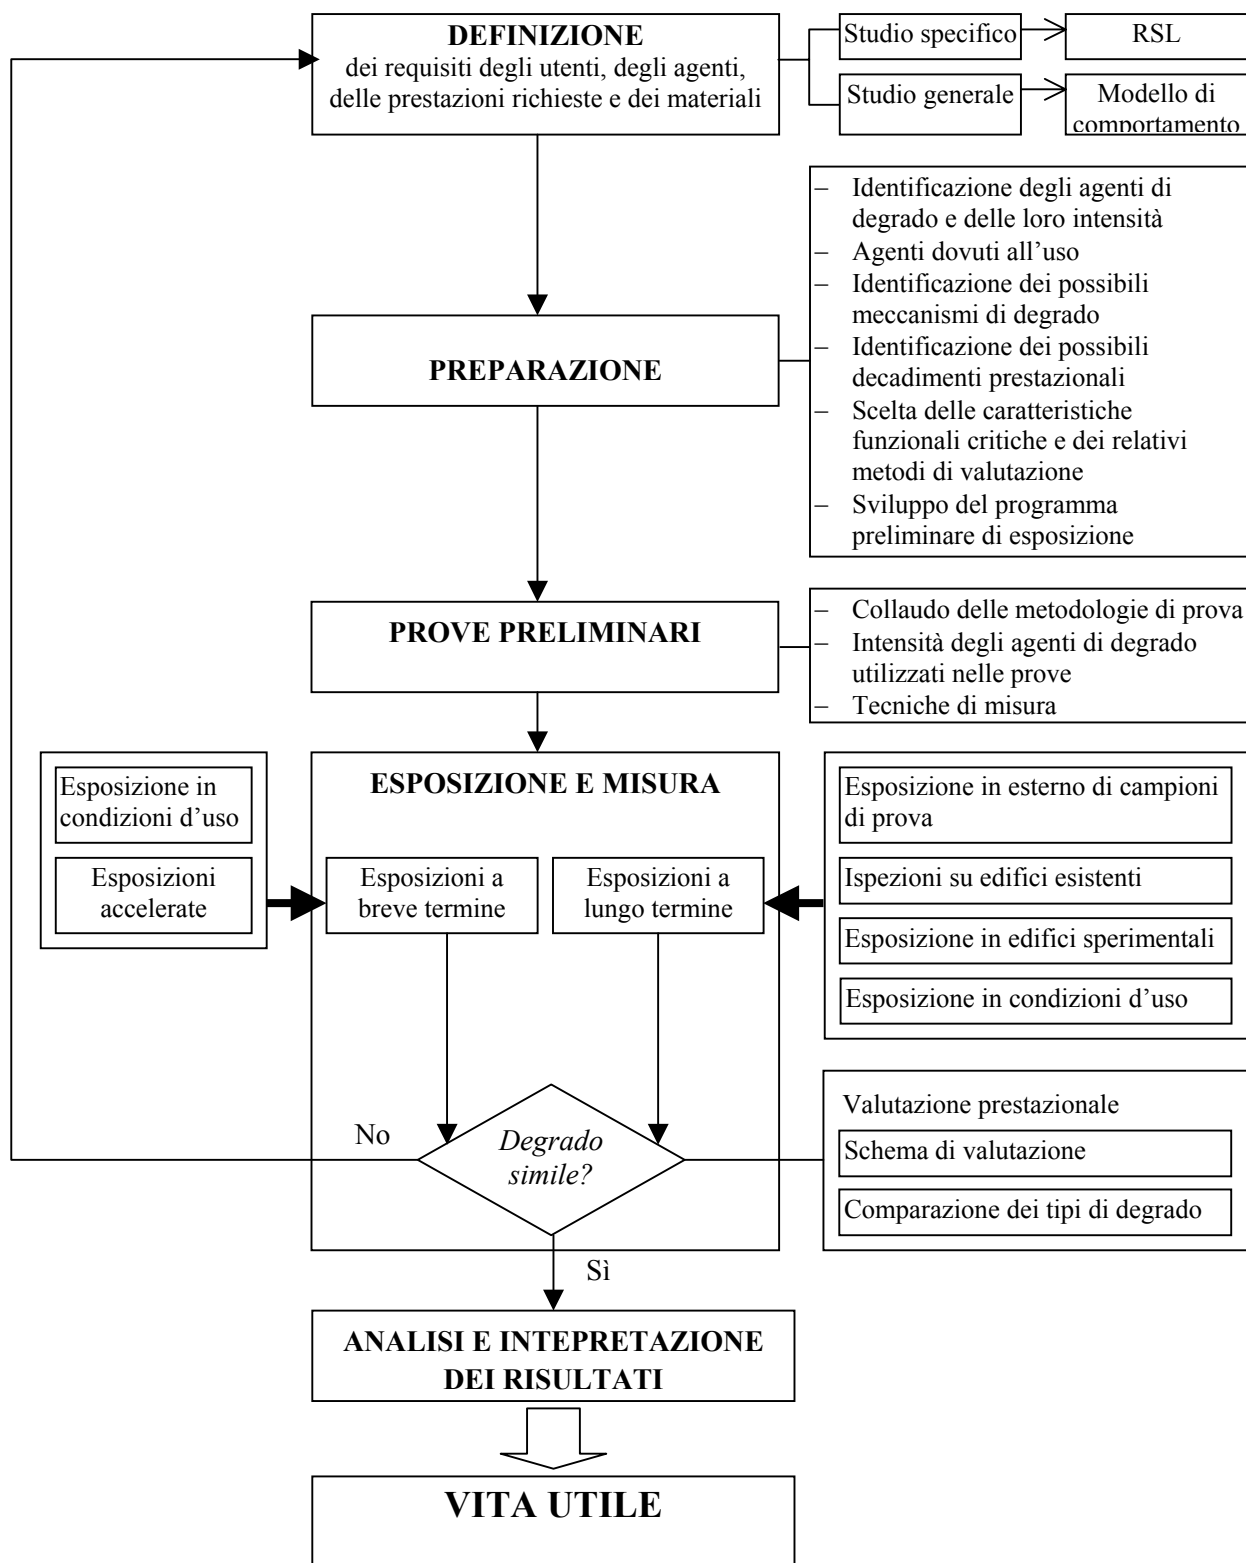 DEFINIZIONE
dei requisiti degli utenti, degli agenti,
delle prestazioni richieste e dei materiali
Studio specifico
RSL
Studio generale
Modello di
comportamento
– Identificazione degli agenti di
degrado e delle loro intensità
– Agenti dovuti all’uso
– Identificazione dei possibili
meccanismi di degrado
– Identificazione dei possibili
decadimenti prestazionali
– Scelta delle caratteristiche
funzionali critiche e dei relativi
metodi di valutazione
– Sviluppo del programma
preliminare di esposizione
PREPARAZIONE
PROVE PRELIMINARI
– Collaudo delle metodologie di prova
– Intensità degli agenti di degrado
utilizzati nelle prove
– Tecniche di misura
Esposizione in
condizioni d’uso
Esposizioni
accelerate
ESPOSIZIONE E MISURA
Esposizioni a
breve termine
Esposizioni a
lungo termine
Esposizione in esterno di campioni
di prova
Ispezioni su edifici esistenti
Esposizione in edifici sperimentali
Esposizione in condizioni d’uso
No
Degrado
simile?
Valutazione prestazionale
Schema di valutazione
Comparazione dei tipi di degrado
Sì
ANALISI E INTEPRETAZIONE
DEI RISULTATI
VITA UTILE